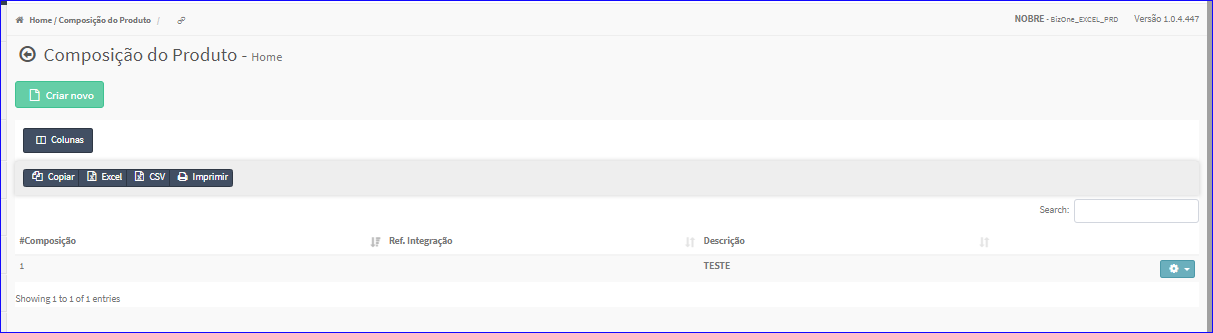 Home / Composição do Produto /
NOBRE - BizOne_EXCEL_PRD Versão 1.0.4.447
Composição do Produto - Home
Criar novo
Colunas
Copiar Excel CSV Imprimir
Search:
#Composição Ref. Integração Descrição
1 TESTE
Showing 1 to 1 of 1 entries